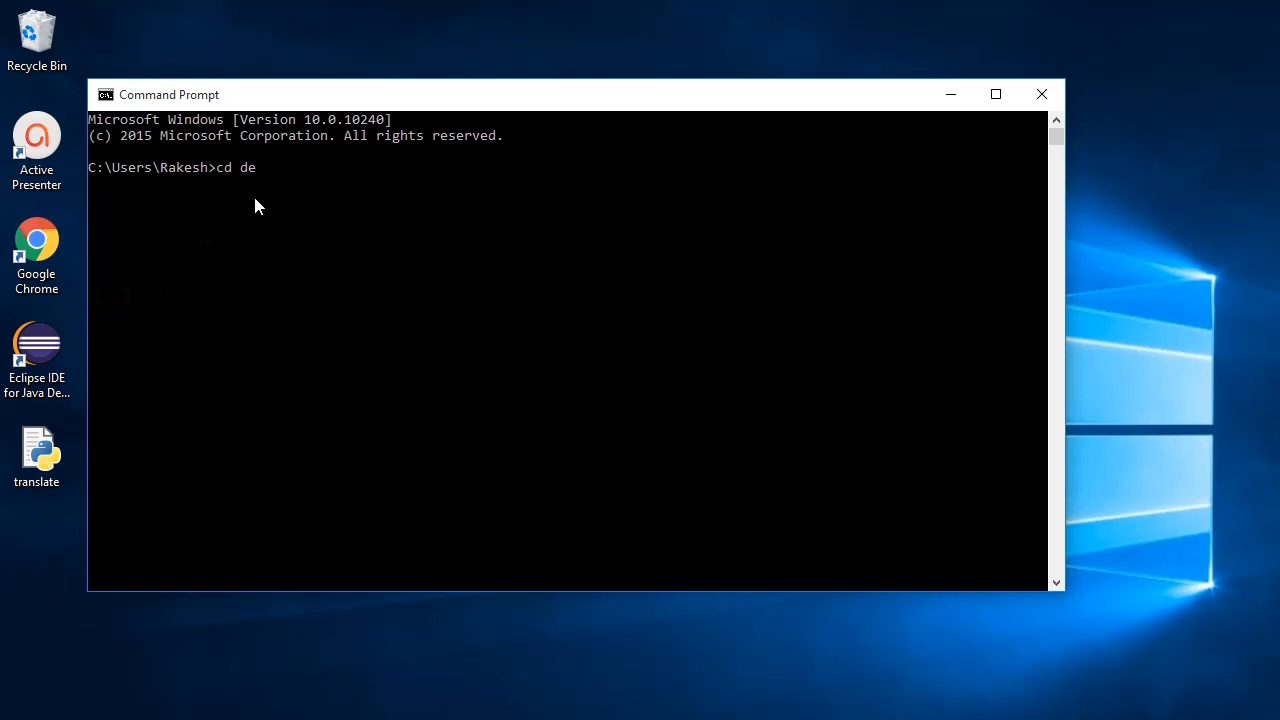 Recycle Bin
Active
Presenter
Google
Chrome
Eclipse IDE
for Java De...
translate
Command Prompt
Microsoft Windows [Version 10.0.10240]
(c) 2015 Microsoft Corporation. All rights reserved.
C:\Users\Rakesh>cd de